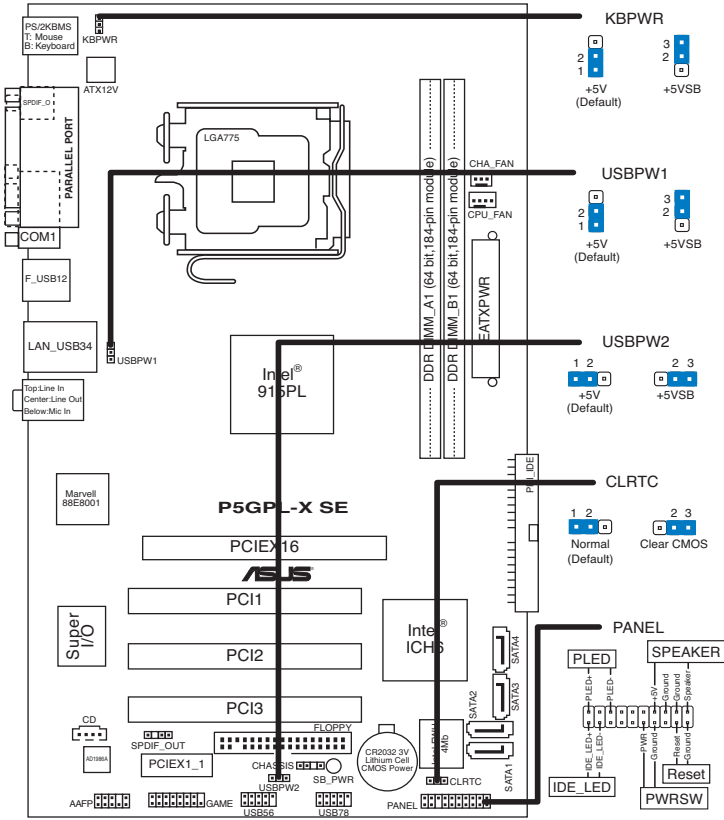 PS/2KBMS
T: Mouse
B: Keyboard
KBPWR
ATX12V
SPDIF_O
PARALLEL PORT
COM1
F_USB12
LAN_USB34
USBPW1
Top:Line In
Center:Line Out
Below:Mic In
LGA775
DDR DIMM_A1 (64 bit,184-pin module)
DDR DIMM_B1 (64 bit,184-pin module)
CHA_FAN
CPU_FAN
EATXPWR
Intel®
915PL
Marvell
88E8001
P5GPL-X SE
PRI_IDE
PCIEX16
ASUS
PCI1
PCI2
PCI3
Super
I/O
Intel®
ICH6
SATA4
SATA3
SATA2
SATA1
4Mb
CD
SPDIF_OUT
AD1986A
PCIEX1_1
FLOPPY
CHASSIS
SB_PWR
USBPW2
CR2032 3V
Lithium Cell
CMOS Power
CLRTC
AAFP
GAME
USB56
USB78
PANEL
KBPWR
2
1
+5V
(Default)
3
2
+5VSB
USBPW1
2
1
+5V
(Default)
3
2
+5VSB
USBPW2
1 2
+5V
(Default)
2 3
+5VSB
CLRTC
1 2
Normal
(Default)
2 3
Clear CMOS
PANEL
PLED
SPEAKER
PLED+
PLED-
+5V
Ground
Ground
Speaker
IDE_LED+
IDE_LED-
PWR
Ground
Reset
Ground
IDE_LED
PWRSW
Reset